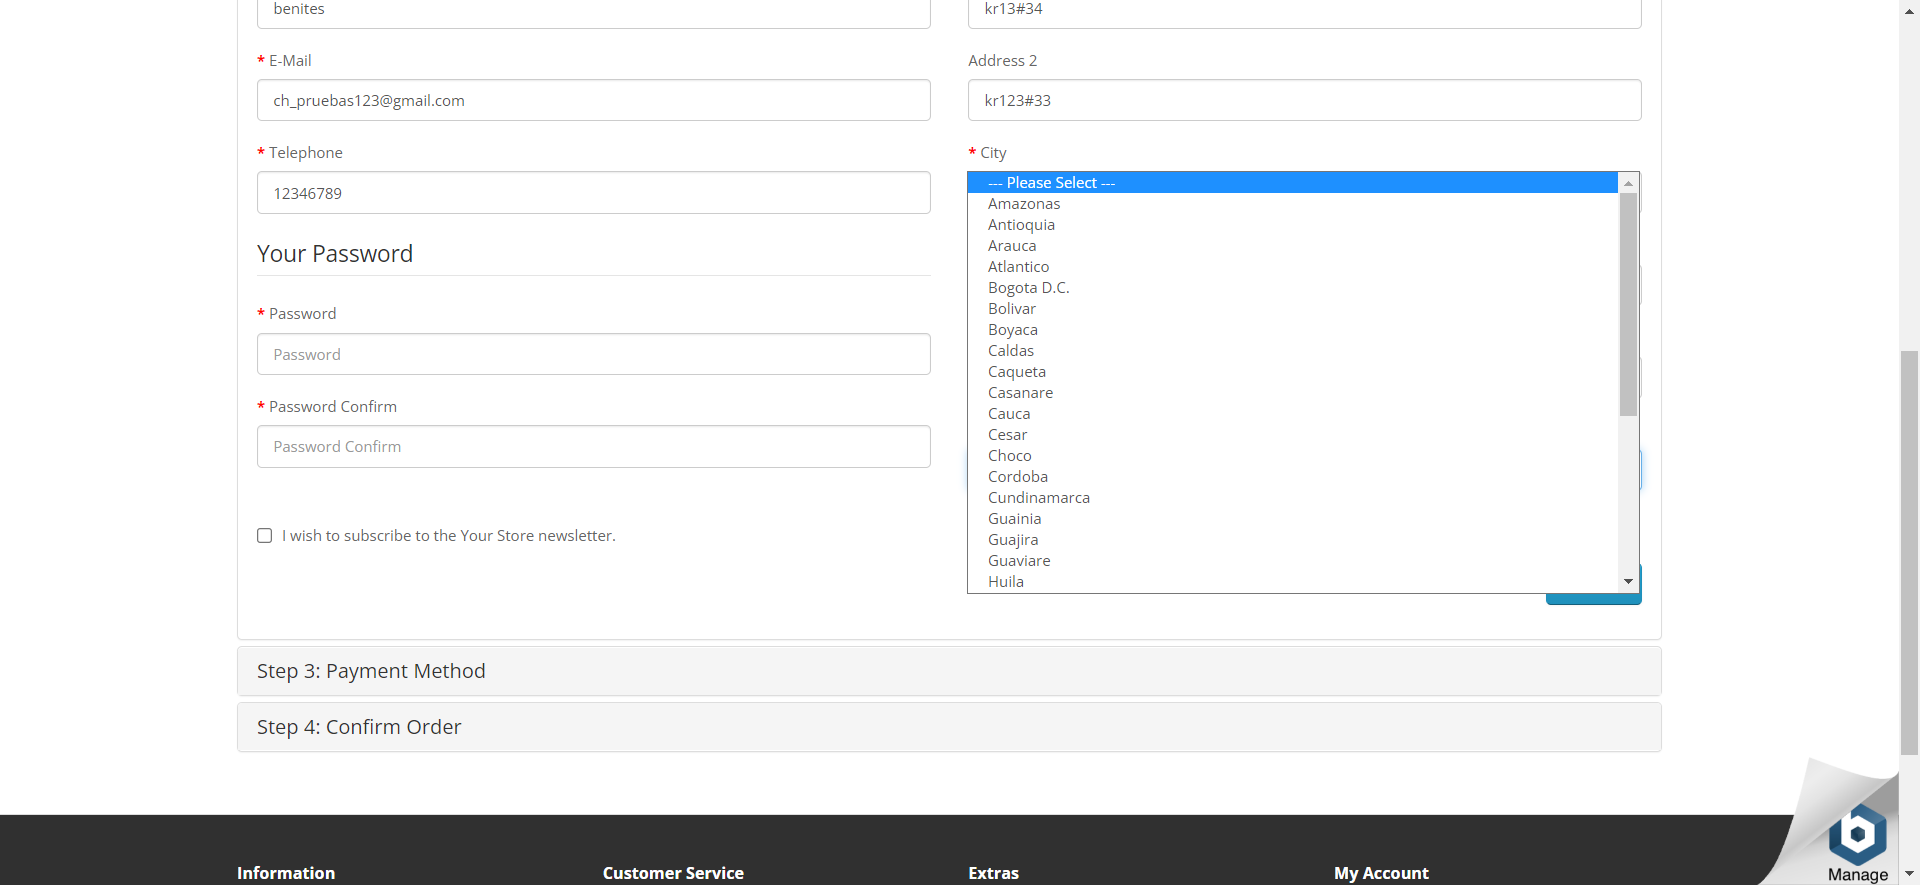 benites
kr13#34
* E-Mail
Address 2
ch_pruebas123@gmail.com
kr123#33
* Telephone
* City
12346789
--- Please Select ---
Amazonas
Antioquia
Arauca
Atlantico
Bogota D.C.
Bolivar
Boyaca
Caldas
Caqueta
Casanare
Cauca
Cesar
Choco
Cordoba
Cundinamarca
Guainia
Guajira
Guaviare
Huila
Your Password
* Password
Password
* Password Confirm
Password Confirm
I wish to subscribe to the Your Store newsletter.
Step 3: Payment Method
Step 4: Confirm Order
Information
Customer Service
Extras
My Account
Manage